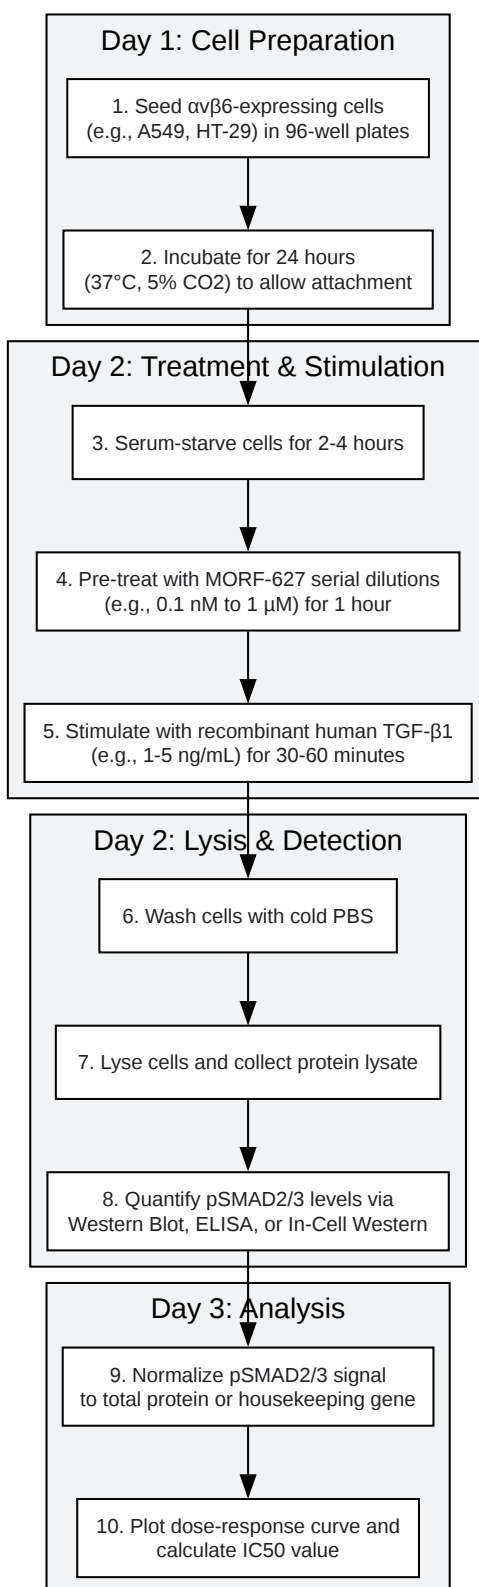 Day 1: Cell Preparation
1. Seed αvβ6-expressing cells
(e.g., A549, HT-29) in 96-well plates
2. Incubate for 24 hours
(37°C, 5% CO2) to allow attachment
Day 2: Treatment & Stimulation
3. Serum-starve cells for 2-4 hours
4. Pre-treat with MORF-627 serial dilutions
(e.g., 0.1 nM to 1 µM) for 1 hour
5. Stimulate with recombinant human TGF-β1
(e.g., 1-5 ng/mL) for 30-60 minutes
Day 2: Lysis & Detection
6. Wash cells with cold PBS
7. Lyse cells and collect protein lysate
8. Quantify pSMAD2/3 levels via
Western Blot, ELISA, or In-Cell Western
Day 3: Analysis
9. Normalize pSMAD2/3 signal
to total protein or housekeeping gene
10. Plot dose-response curve and
calculate IC50 value